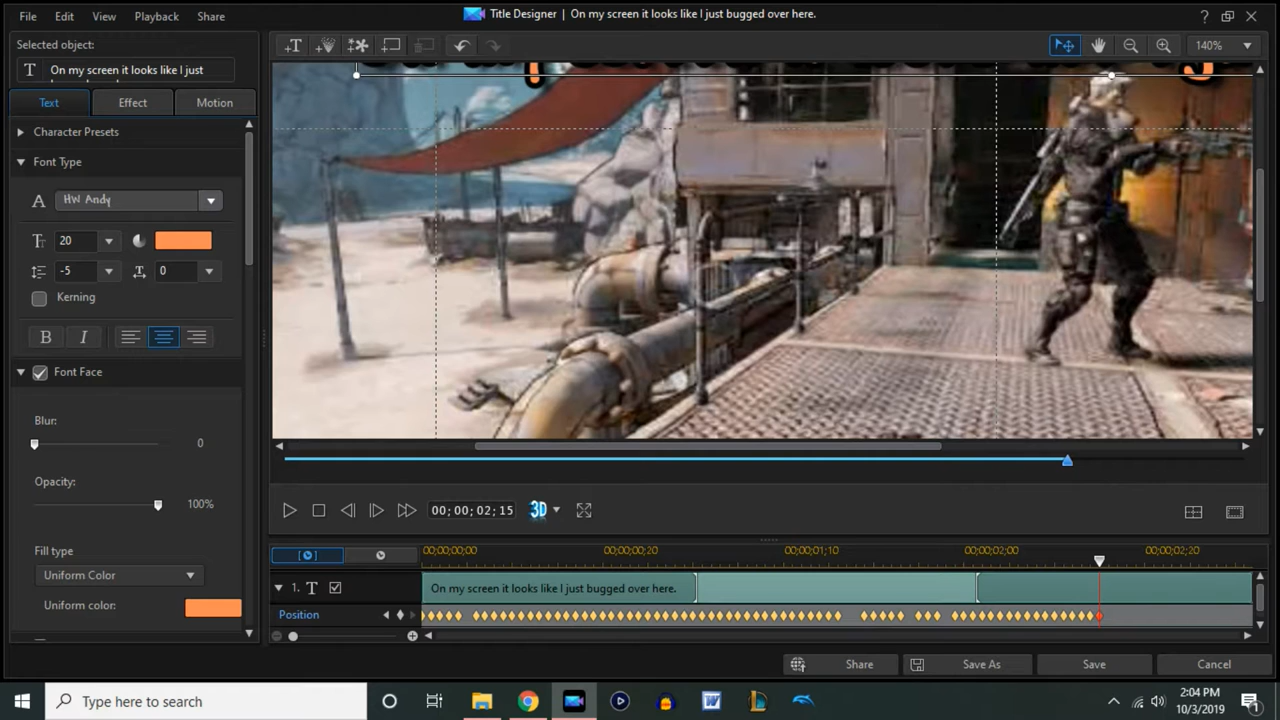 File Edit View Playback Share
Title Designer | On my screen it looks like I just bugged over here.
?
Selected object:
T On my screen it looks like I just
T
140%
Text Effect Motion
Character Presets
Font Type
A HW Andy
20
-5 0
Kerning
B I
Font Face
Blur:
0
Opacity:
100%
Fill type
Uniform Color
Uniform color:
00;00;02;15
3D
00;00;00;00 00;00;00;20 00;00;01;10 00;00;02;00 00;00;02;20
1. T On my screen it looks like I just bugged over here.
Position
Share Save As Save Cancel
Type here to search
W
2:04 PM
10/3/2019
1